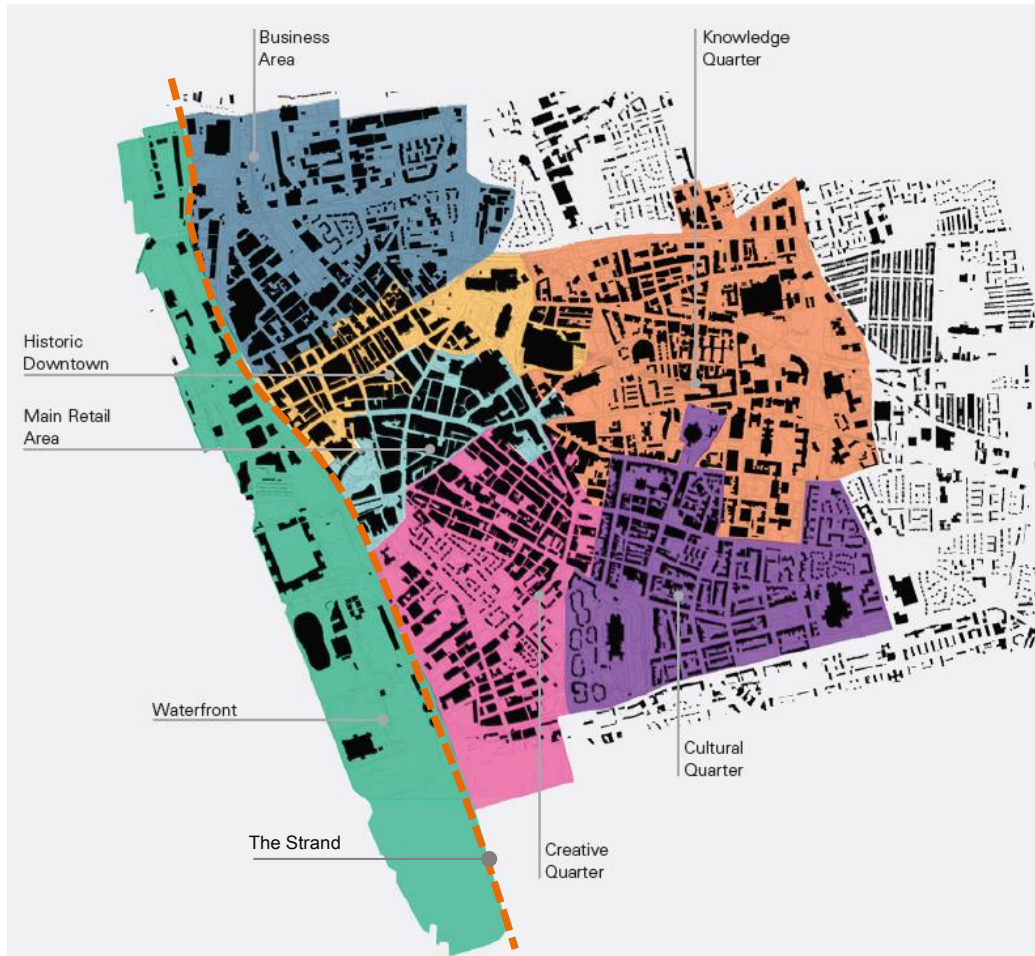 Business
Area
Knowledge
Quarter
Historic
Downtown
Main Retail
Area
Waterfront
Cultural
Quarter
The Strand
Creative
Quarter